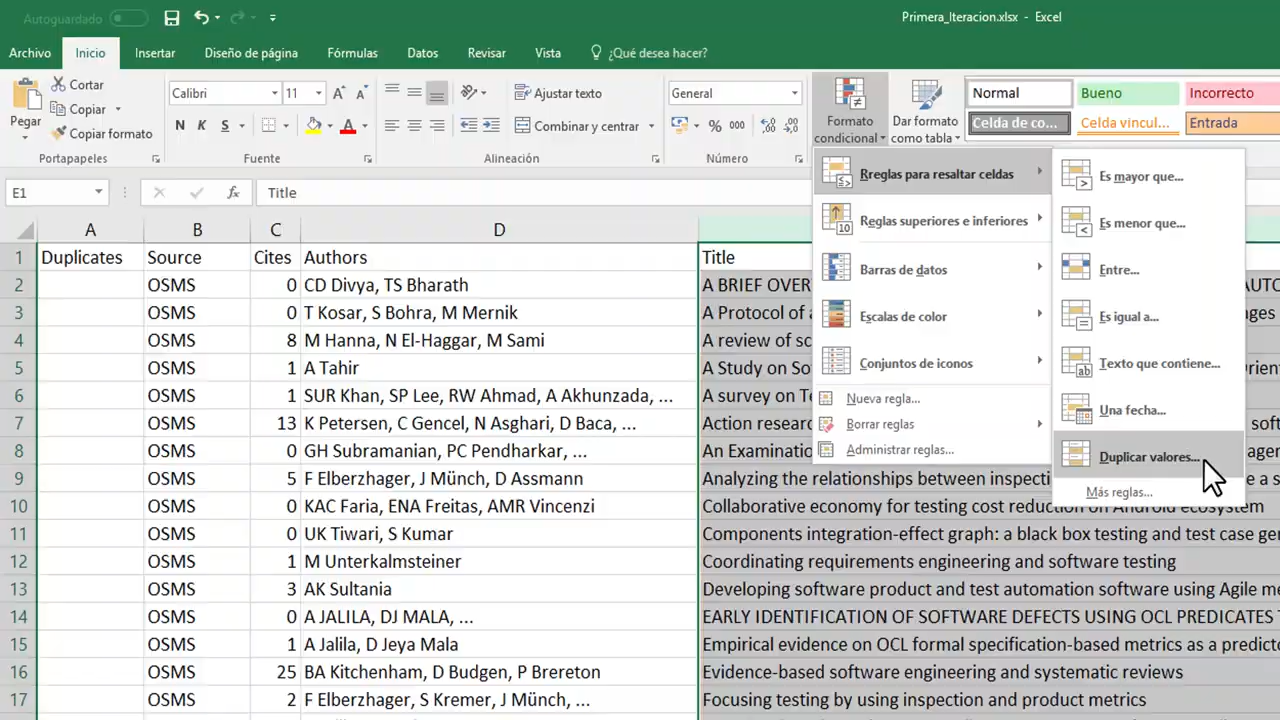 Autoguardado
Primera_Iteracion.xlsx - Excel
Archivo Inicio Insertar Diseño de página Fórmulas Datos Revisar Vista ¿Qué desea hacer?
Pegar
Cortar
Copiar
Copiar formato
Portapapeles
Calibri 11
N K S
Fuente
Ajustar texto
Combinar y centrar
Alineación
General
% 000
Número
Formato condicional
Dar formato como tabla
Normal Bueno Incorrecto
Celda de co... Celda vincul... Entrada
Rreglas para resaltar celdas
Reglas superiores e inferiores
Barras de datos
Escalas de color
Conjuntos de iconos
Nueva regla...
Borrar reglas
Administrar reglas...
Es mayor que...
Es menor que...
Entre...
Es igual a...
Texto que contiene...
Una fecha...
Duplicar valores...
Más reglas...
E1 fx Title
A B C D
1 Duplicates Source Cites Authors Title
2 OSMS 0 CD Divya, TS Bharath A BRIEF OVER
3 OSMS 0 T Kosar, S Bohra, M Mernik A Protocol of a
4 OSMS 8 M Hanna, N El-Haggar, M Sami A review of sc
5 OSMS 1 A Tahir A Study on So
6 OSMS 1 SUR Khan, SP Lee, RW Ahmad, A Akhunzada, ... A survey on Te
7 OSMS 13 K Petersen, C Gencel, N Asghari, D Baca, ... Action resear
8 OSMS 0 GH Subramanian, PC Pendharkar, ... An Examinatio
9 OSMS 5 F Elberzhager, J Münch, D Assmann Analyzing the relationships between inspecti
10 OSMS 0 KAC Faria, ENA Freitas, AMR Vincenzi Collaborative economy for testing cost reduction on Android ecosystem
11 OSMS 0 UK Tiwari, S Kumar Components integration-effect graph: a black box testing and test case gen
12 OSMS 1 M Unterkalmsteiner Coordinating requirements engineering and software testing
13 OSMS 3 AK Sultania Developing software product and test automation software using Agile me
14 OSMS 0 A JALILA, DJ MALA, ... EARLY IDENTIFICATION OF SOFTWARE DEFECTS USING OCL PREDICATES T
15 OSMS 1 A Jalila, D Jeya Mala Empirical evidence on OCL formal specification-based metrics as a predicto
16 OSMS 25 BA Kitchenham, D Budgen, P Brereton Evidence-based software engineering and systematic reviews
17 OSMS 2 F Elberzhager, S Kremer, J Münch, ... Focusing testing by using inspection and product metrics